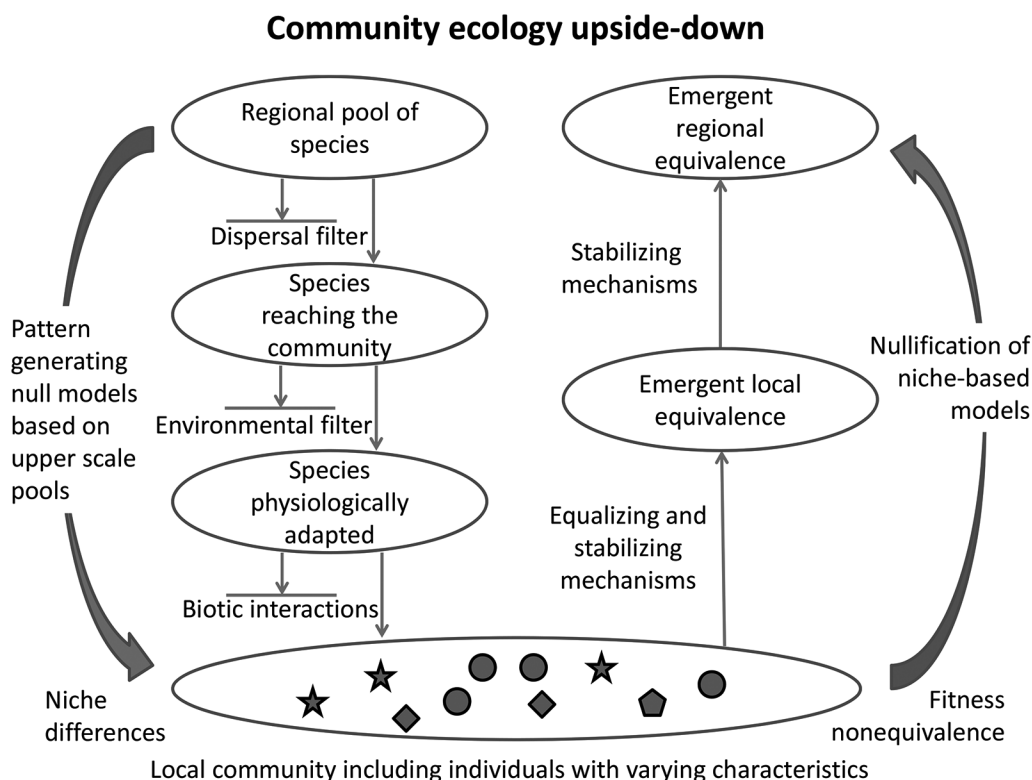 Community ecology upside-down
Regional pool of
species
Dispersal filter
Species
reaching the
community
Environmental filter
Species
physiologically
adapted
Biotic interactions
Pattern
generating
null models
based on
upper scale
pools
Niche
differences
Emergent
regional
equivalence
Stabilizing
mechanisms
Emergent local
equivalence
Equalizing and
stabilizing
mechanisms
Nullification of
niche-based
models
Fitness
nonequivalence
Local community including individuals with varying characteristics